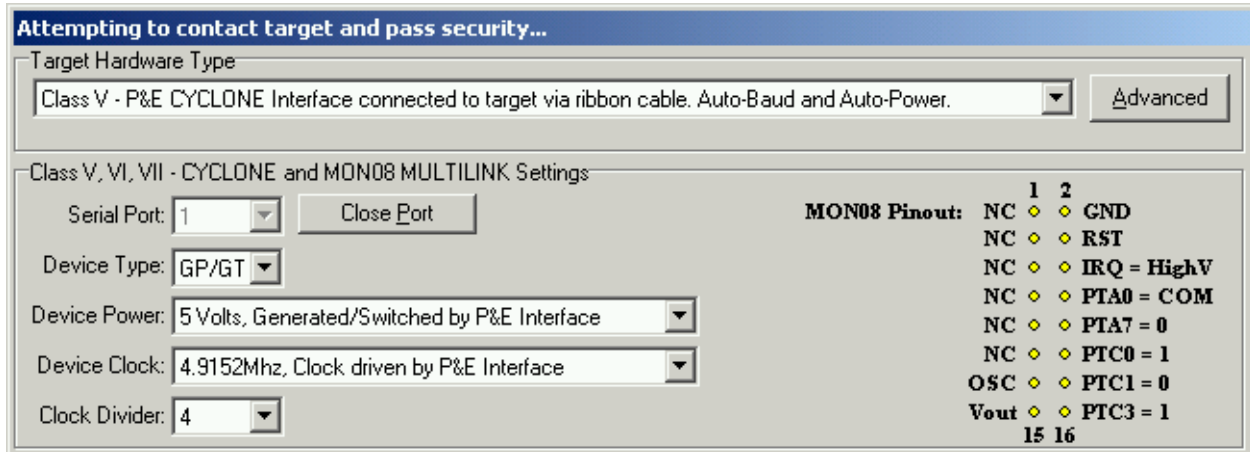 Attempting to contact target and pass security...
Target Hardware Type
Class V - P&E CYCLONE Interface connected to target via ribbon cable. Auto-Baud and Auto-Power.
Advanced
Class V, VI, VII - CYCLONE and MON08 MULTILINK Settings
Serial Port: 1 Close Port
Device Type: GP/GT
Device Power: 5 Volts, Generated/Switched by P&E Interface
Device Clock: 4.9152Mhz, Clock driven by P&E Interface
Clock Divider: 4
1 2
MON08 Pinout: NC GND
NC RST
NC IRQ = HighV
NC PTA0 = COM
NC PTA7 = 0
NC PTC0 = 1
OSC PTC1 = 0
Vout PTC3 = 1
15 16